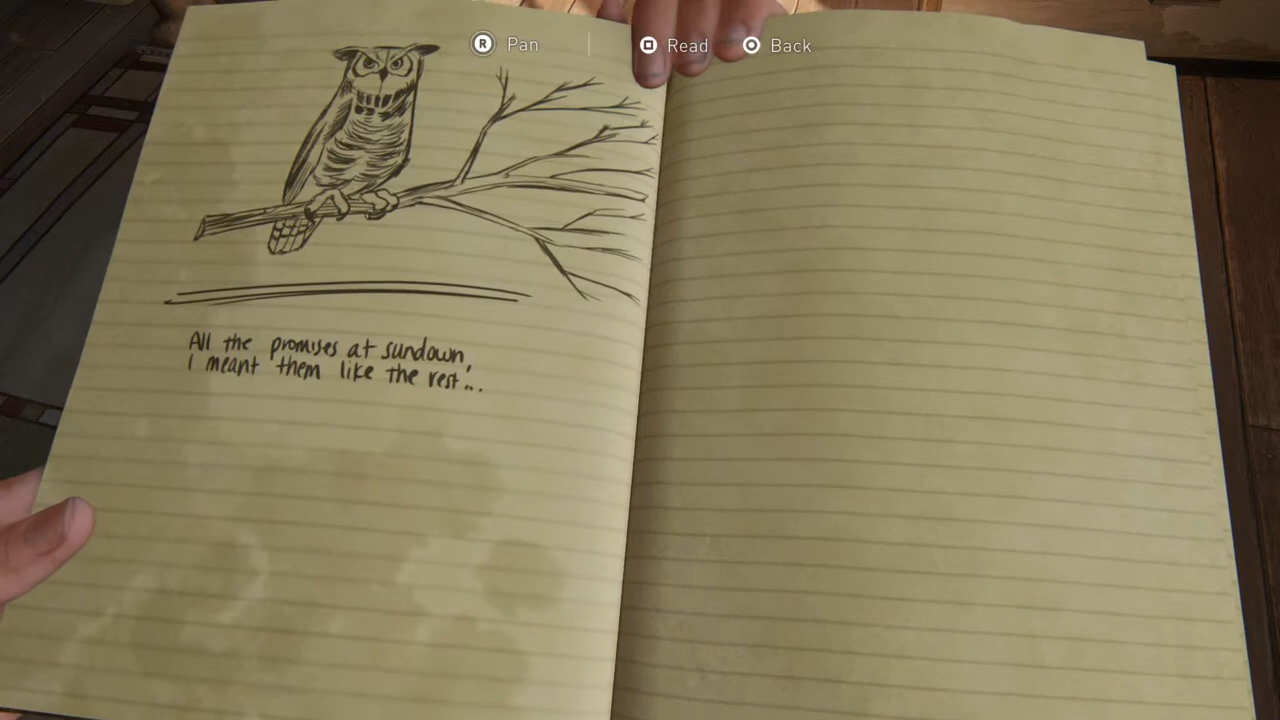 R Pan Read Back
All the promises at sundown,
I meant them like the rest...